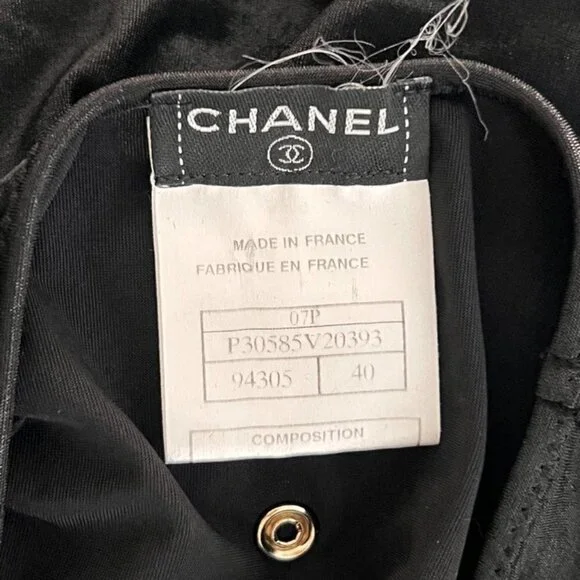 CHANEL
MADE IN FRANCE
FABRIQUE EN FRANCE
07P
P30585V20393
94305 40
COMPOSITION